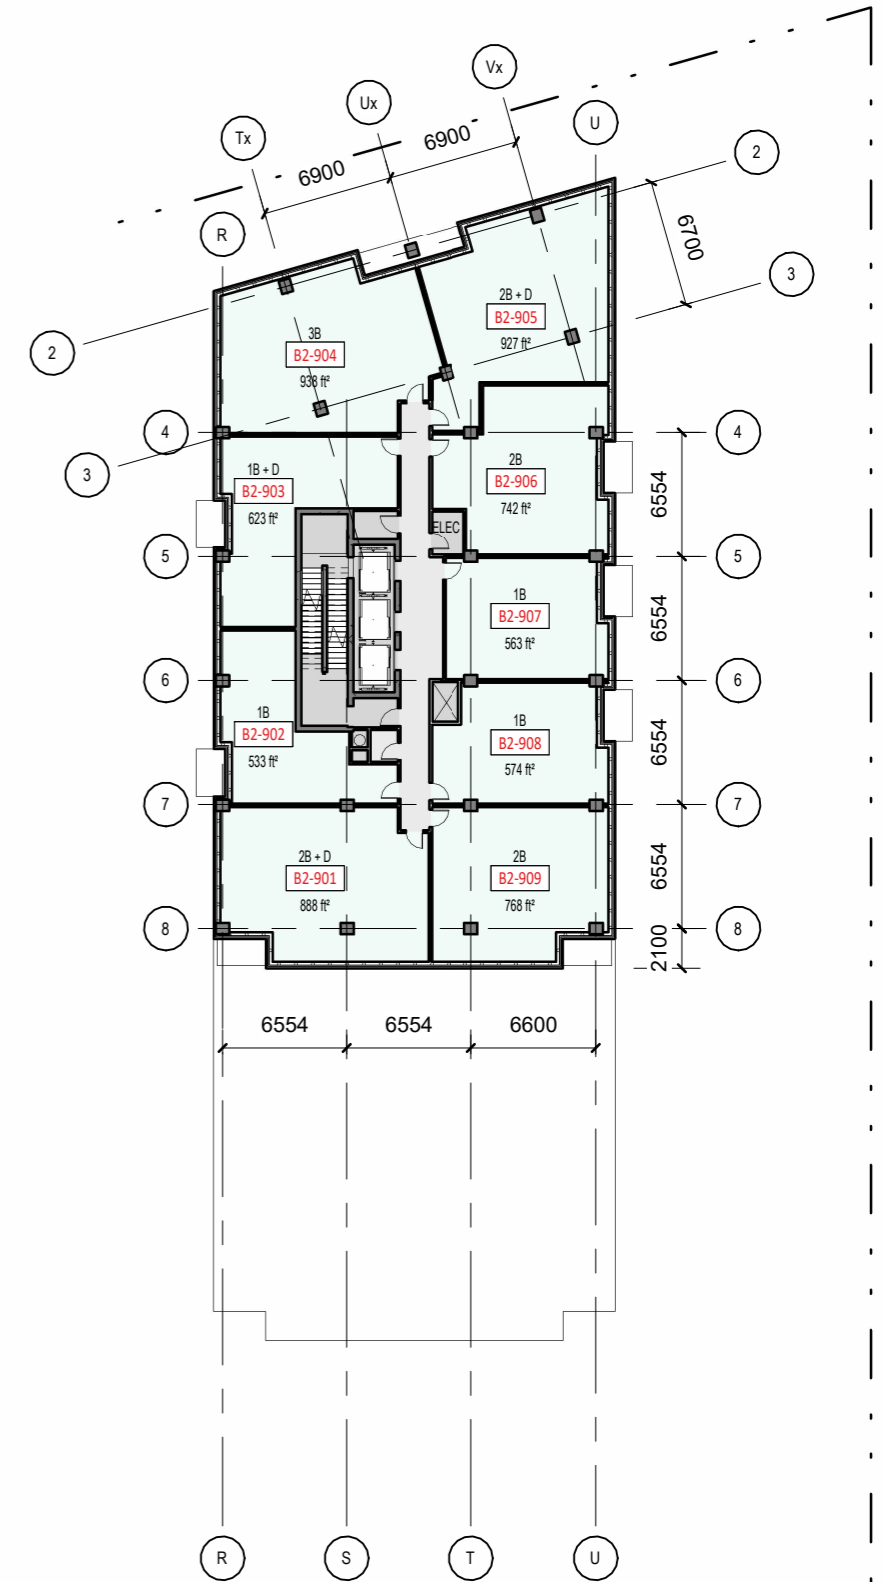 Vx
Ux
U
Tx
6900
2
6900
R
6700
3
2B + D
B2-905
927 ft²
3B
B2-904
938 ft²
2
4
4
3
1B + D
B2-903
623 ft²
2B
B2-906
742 ft²
6554
ELEC
5
5
1B
B2-907
563 ft²
6554
6
6
1B
B2-902
533 ft²
1B
B2-908
574 ft²
6554
7
7
2B + D
B2-901
888 ft²
2B
B2-909
768 ft²
6554
8
8
2100
6554
6554
6600
R
S
T
U